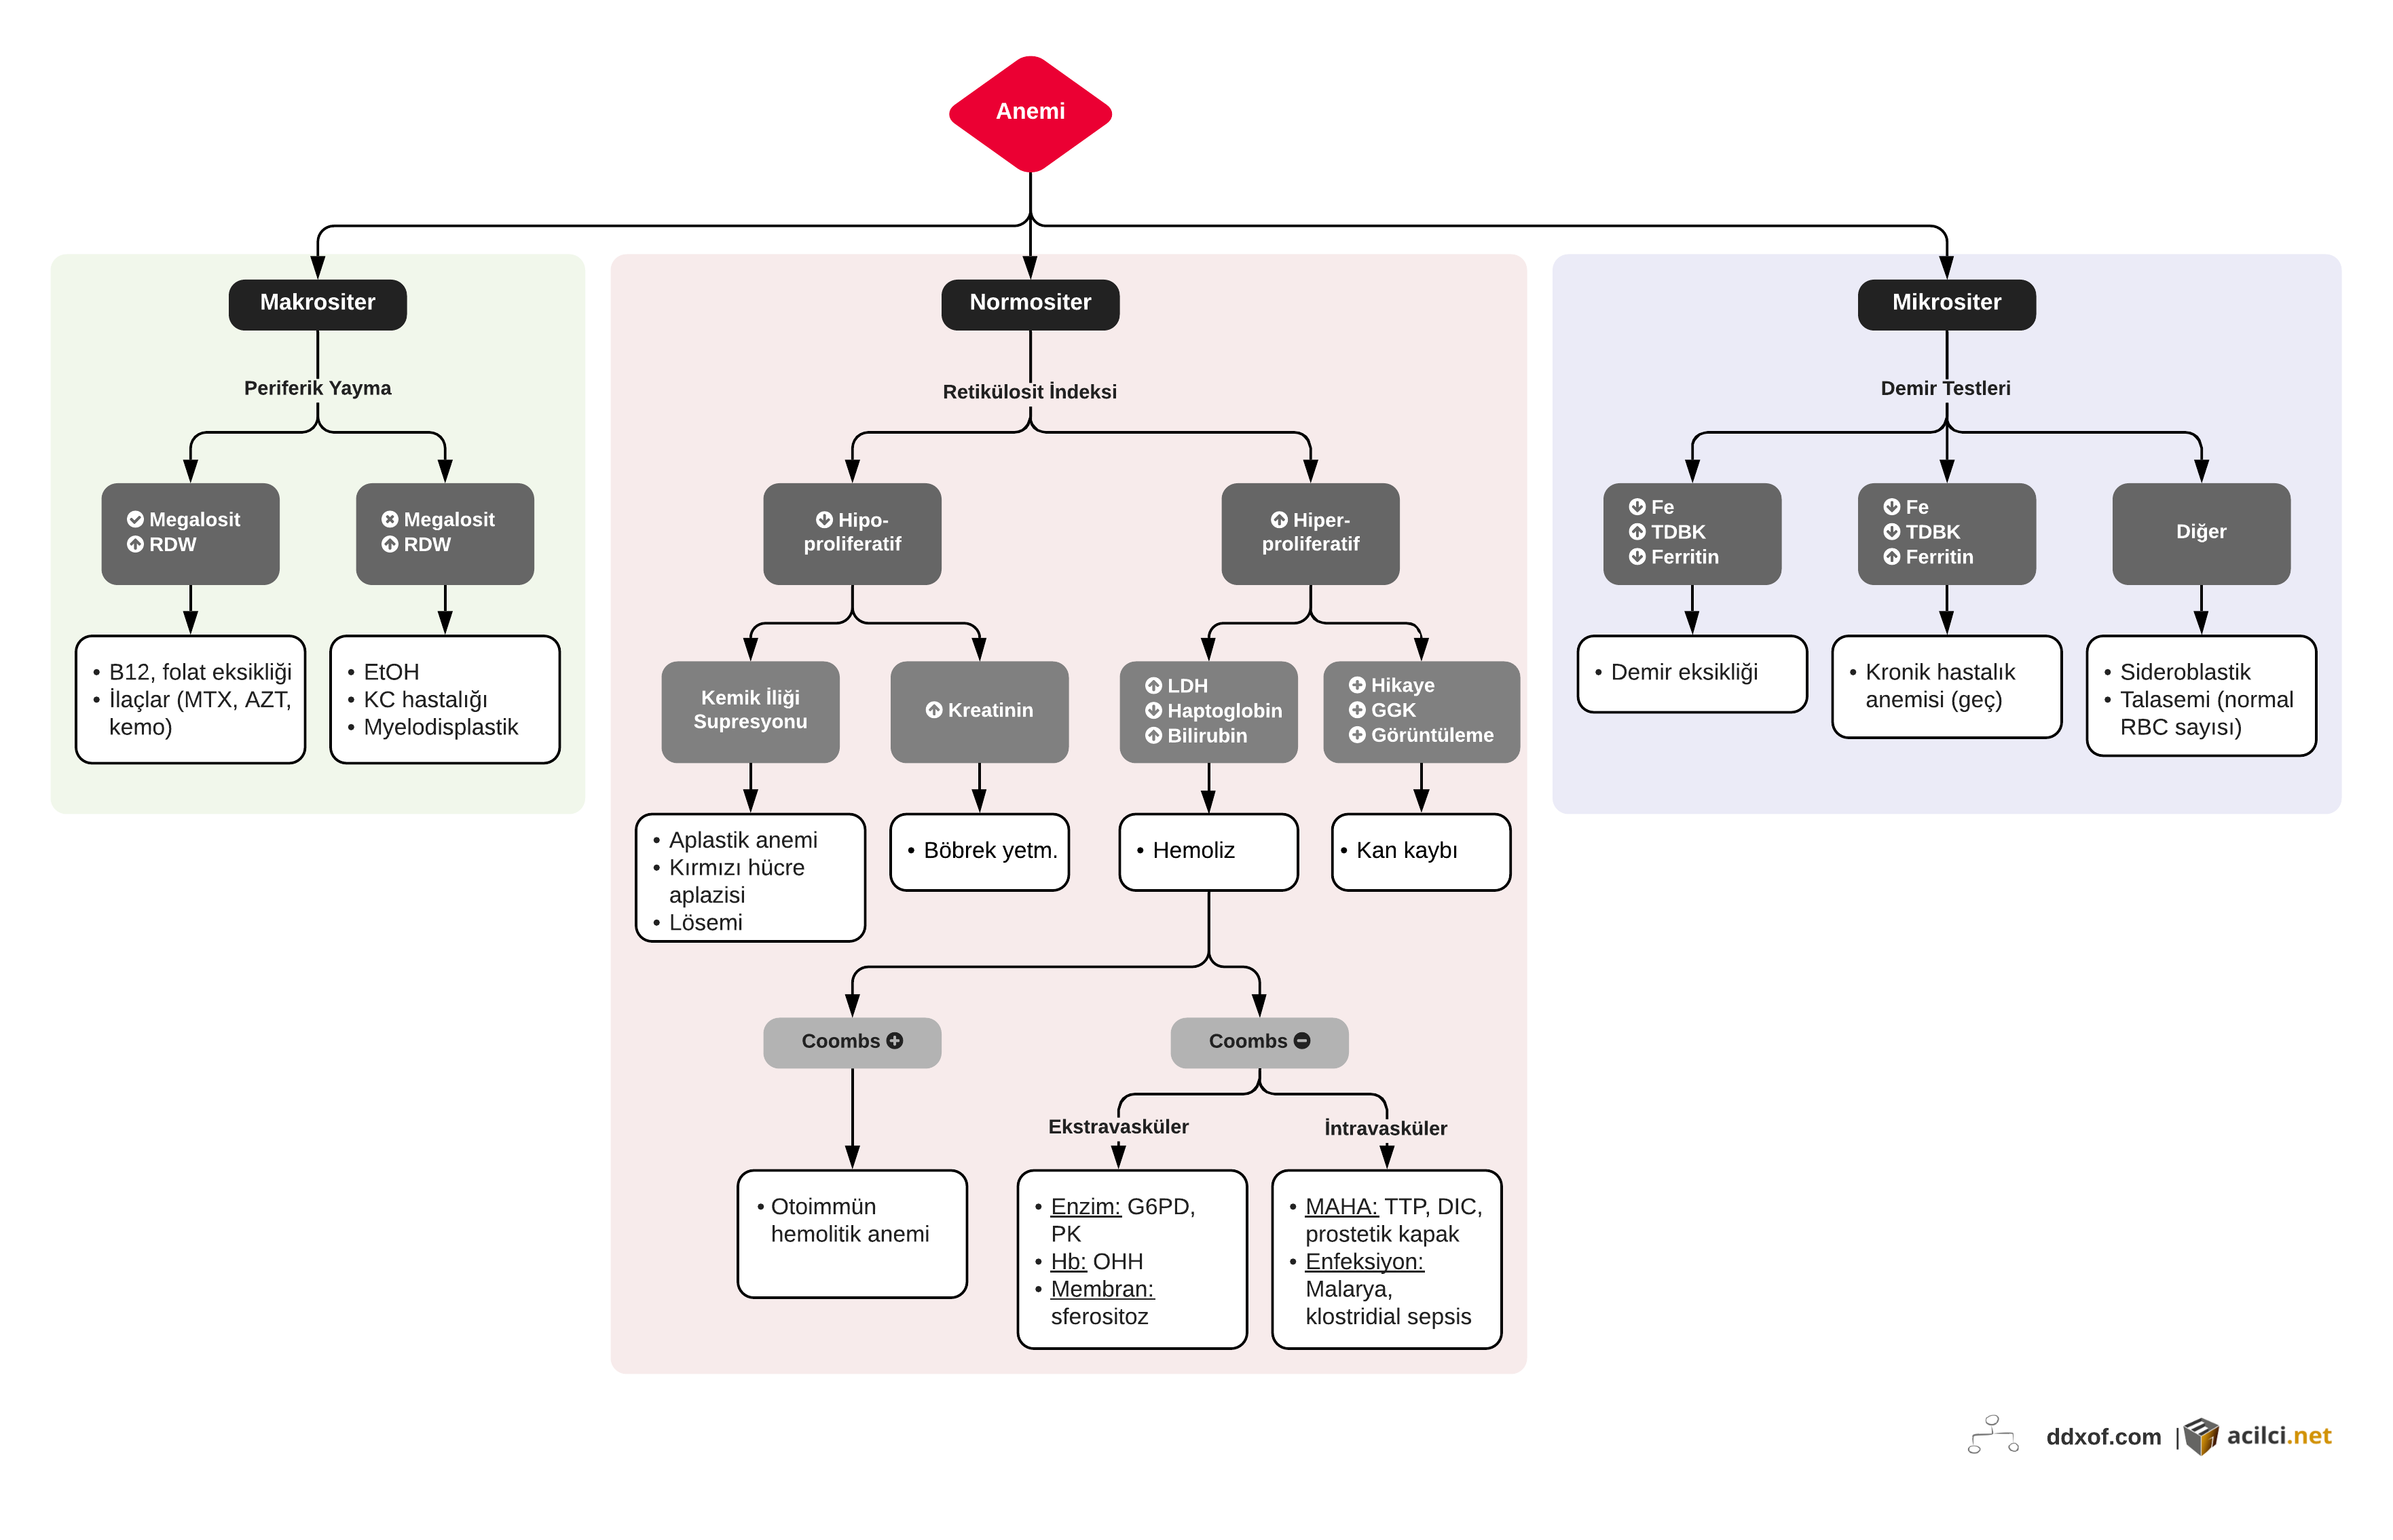 Anemi
Makrositer
Periferik Yayma
Megalosit
RDW
Megalosit
RDW
• B12, folat eksikliği
• İlaçlar (MTX, AZT,
kemo)
• EtOH
• KC hastalığı
• Myelodisplastik
Normositer
Retikülosit İndeksi
Hipo-
proliferatif
Hiper-
proliferatif
Kemik İliği
Supresyonu
Kreatinin
LDH
Haptoglobin
Bilirubin
Hikaye
GGK
Görüntüleme
• Aplastik anemi
• Kırmızı hücre
aplazisi
• Lösemi
• Böbrek yetm.
• Hemoliz
• Kan kaybı
Coombs
Coombs
Ekstravasküler
İntravasküler
• Otoimmün
hemolitik anemi
• Enzim: G6PD,
PK
• Hb: OHH
• Membran:
sferositoz
• MAHA: TTP, DIC,
prostetik kapak
• Enfeksiyon:
Malarya,
klostridial sepsis
Mikrositer
Demir Testleri
Fe
TDBK
Ferritin
Fe
TDBK
Ferritin
Diğer
• Demir eksikliği
• Kronik hastalık
anemisi (geç)
• Sideroblastik
• Talasemi (normal
RBC sayısı)
ddxof.com | acilci.net